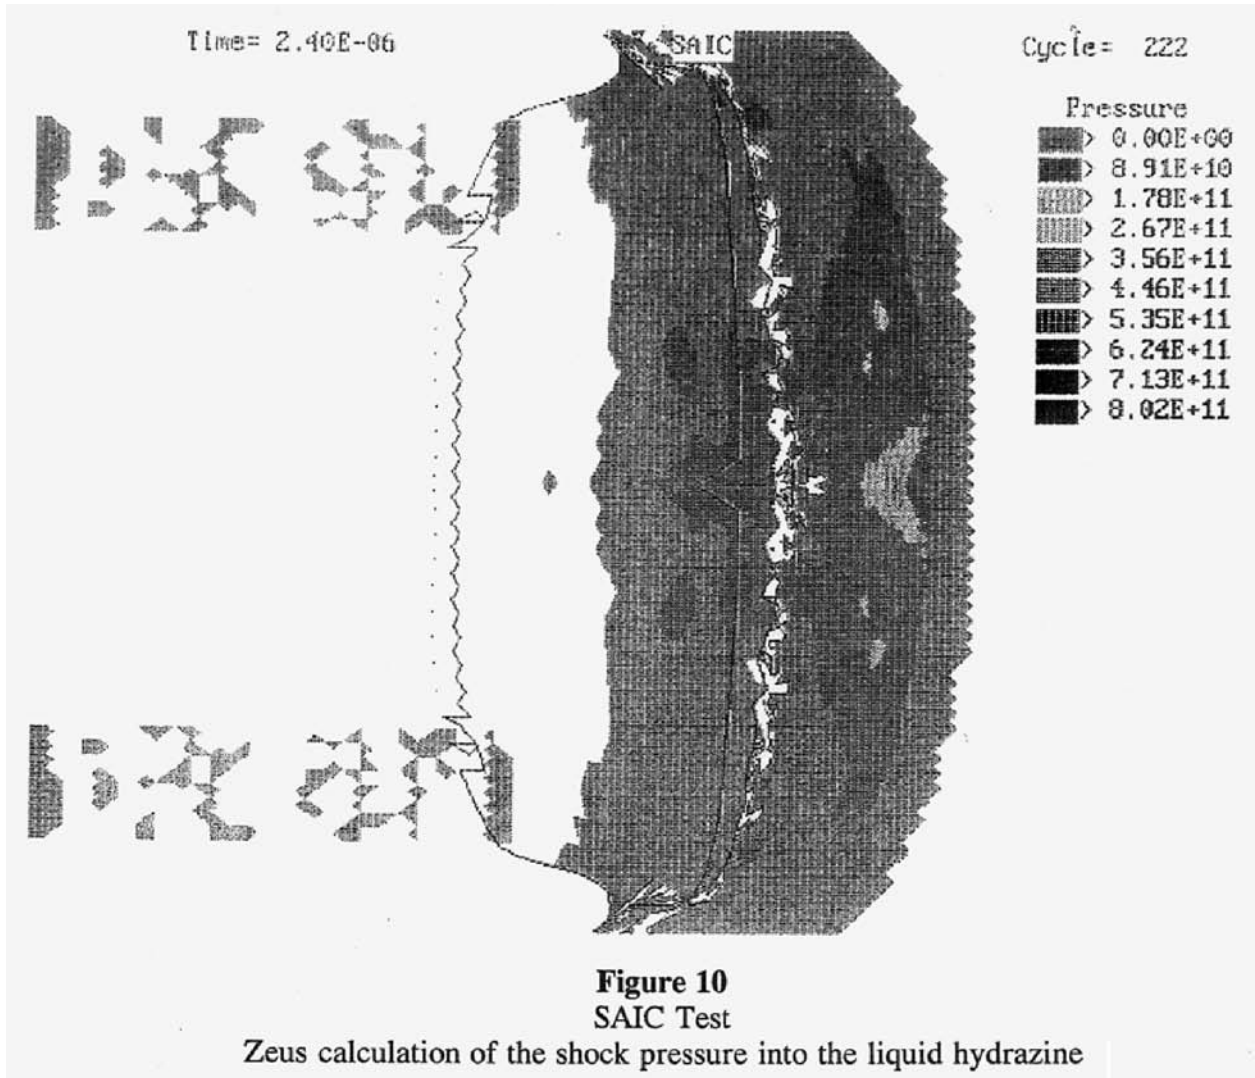 Time= 2.40E-06
SAIC
Cycle= 222
Pressure
> 0.00E+00
> 8.91E+10
> 1.78E+11
> 2.67E+11
> 3.56E+11
> 4.46E+11
> 5.35E+11
> 6.24E+11
> 7.13E+11
> 8.02E+11
Figure 10
SAIC Test
Zeus calculation of the shock pressure into the liquid hydrazine